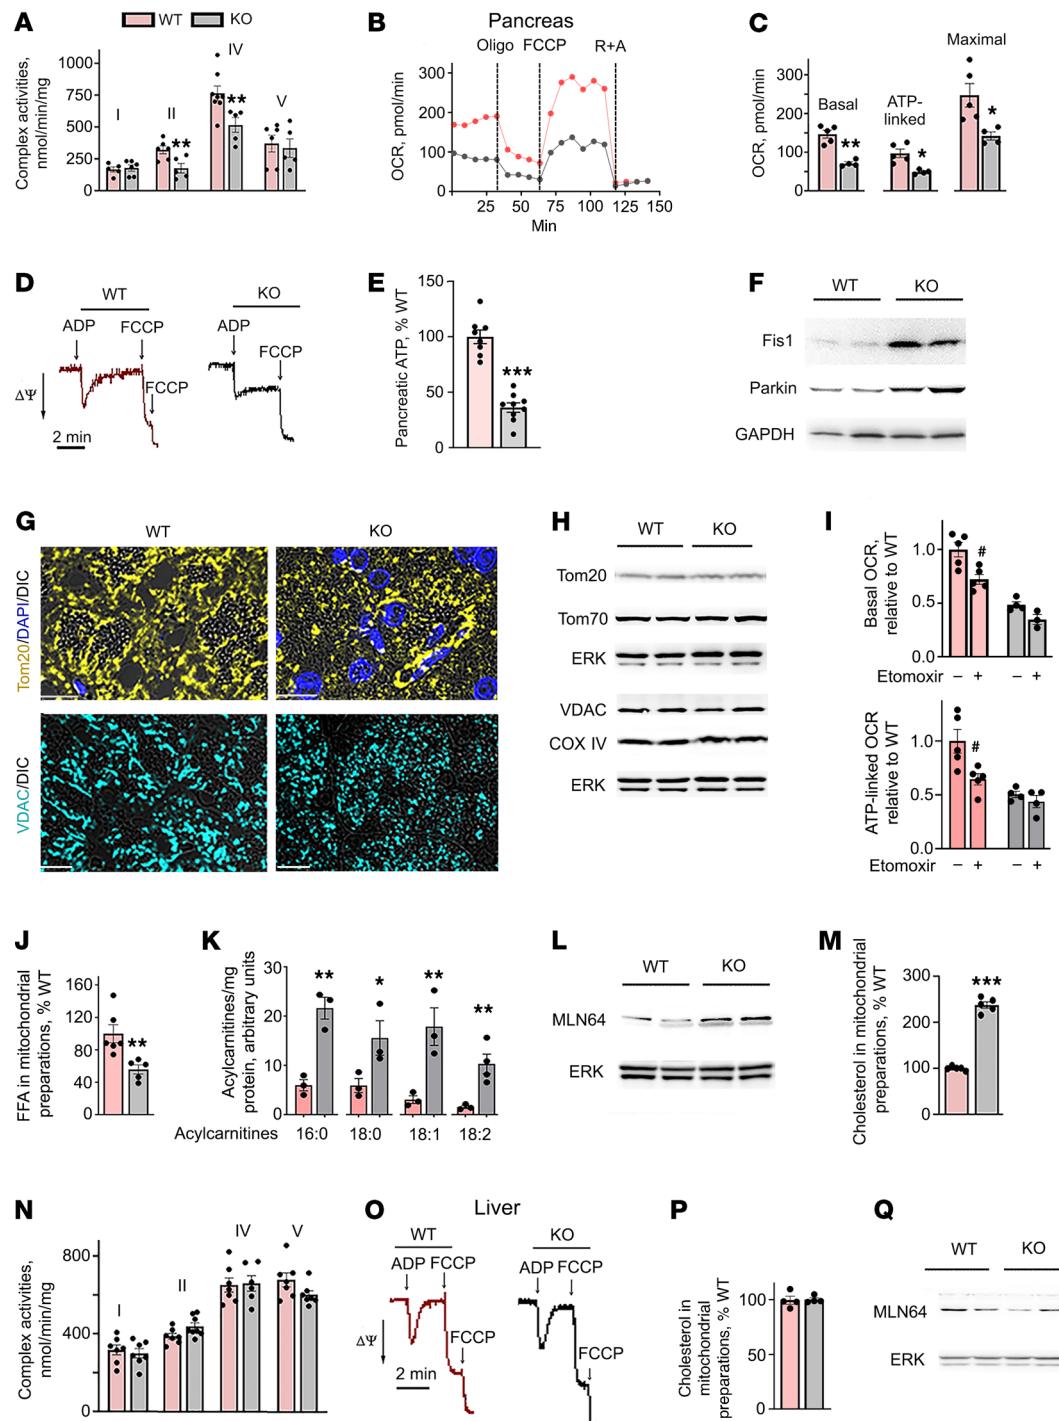 A
WT KO
Complex activities,
nmol/min/mg
1000
750
500
250
0
I
II
**
IV
**
V
B
Pancreas
Oligo FCCP R+A
OCR, pmol/min
300
200
100
0
25 50 75 100 125 150
Min
C
OCR, pmol/min
300
200
100
0
Basal
**
ATP-
linked
*
Maximal
*
D
WT
KO
ADP
FCCP
FCCP
ADP
FCCP
ΔΨ
2 min
E
Pancreatic ATP, % WT
150
100
50
0
***
F
WT KO
Fis1
Parkin
GAPDH
G
WT KO
Tom20/DAPI/DIC
VDAC/DIC
H
WT KO
Tom20
Tom70
ERK
VDAC
COX IV
ERK
I
Basal OCR,
relative to WT
1.0
0.5
0.0
#
Etomoxir – + – +
ATP-linked OCR
relative to WT
1.0
0.5
0.0
#
Etomoxir – + – +
J
FFA in mitochondrial
preparations, % WT
160
120
80
40
0
**
K
Acylcarnitines/mg
protein, arbitrary units
30
20
10
0
**
*
**
**
Acylcarnitines 16:0 18:0 18:1 18:2
L
WT KO
MLN64
ERK
M
Cholesterol in mitochondrial
preparations, % WT
300
200
100
0
***
N
Complex activities,
nmol/min/mg
800
400
0
I
II
IV
V
Liver
O
WT
KO
ADP FCCP
FCCP
ADP FCCP
FCCP
ΔΨ
2 min
P
Cholesterol in
mitochondrial
preparations, % WT
100
50
0
Q
WT KO
MLN64
ERK